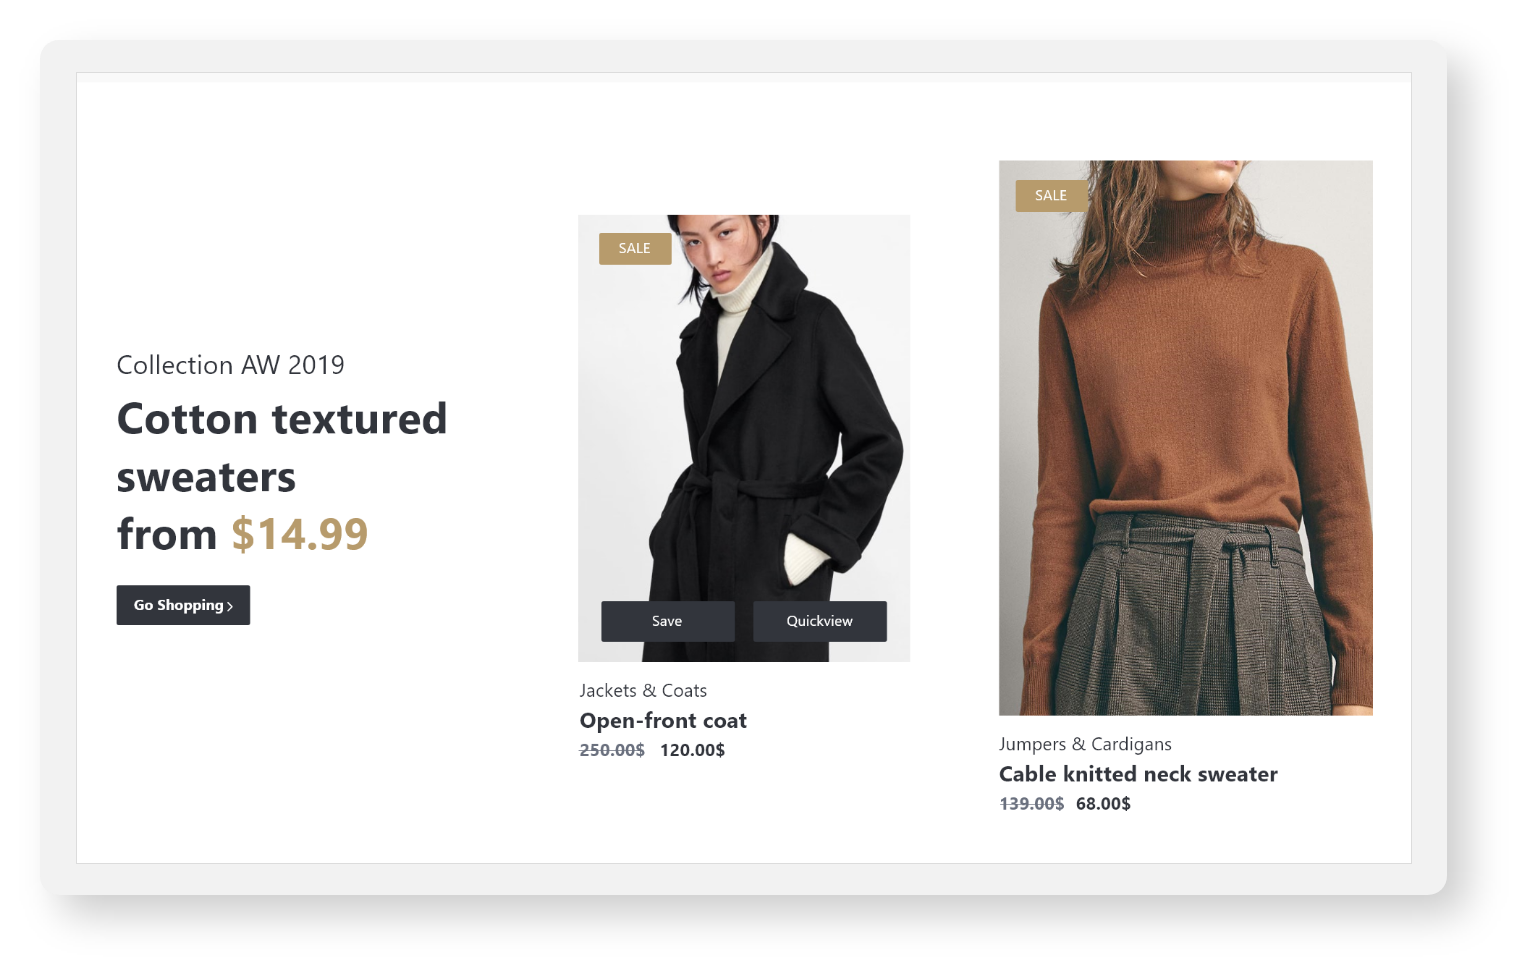 Collection AW 2019
Cotton textured
sweaters
from $14.99
Go Shopping >
SALE
Save
Quickview
Jackets & Coats
Open-front coat
250.00$ 120.00$
SALE
Jumpers & Cardigans
Cable knitted neck sweater
139.00$ 68.00$